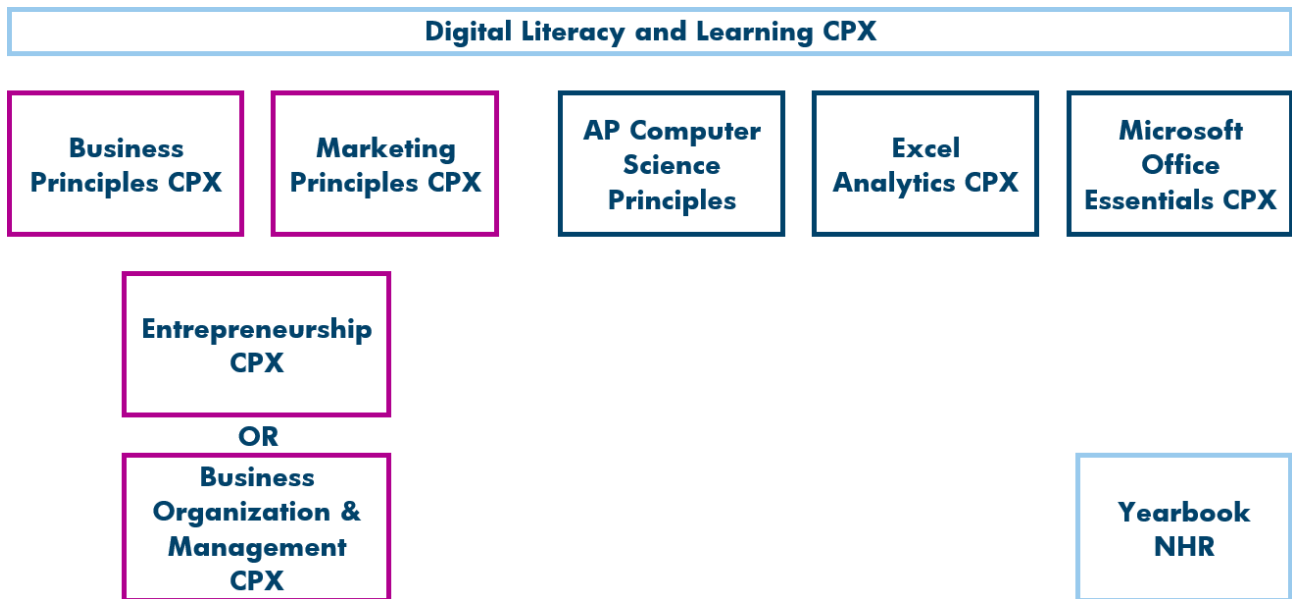 Digital Literacy and Learning CPX
Business
Principles CPX
Marketing
Principles CPX
AP Computer
Science
Principles
Excel
Analytics CPX
Microsoft
Office
Essentials CPX
Entrepreneurship
CPX
OR
Business
Organization &
Management
CPX
Yearbook
NHR